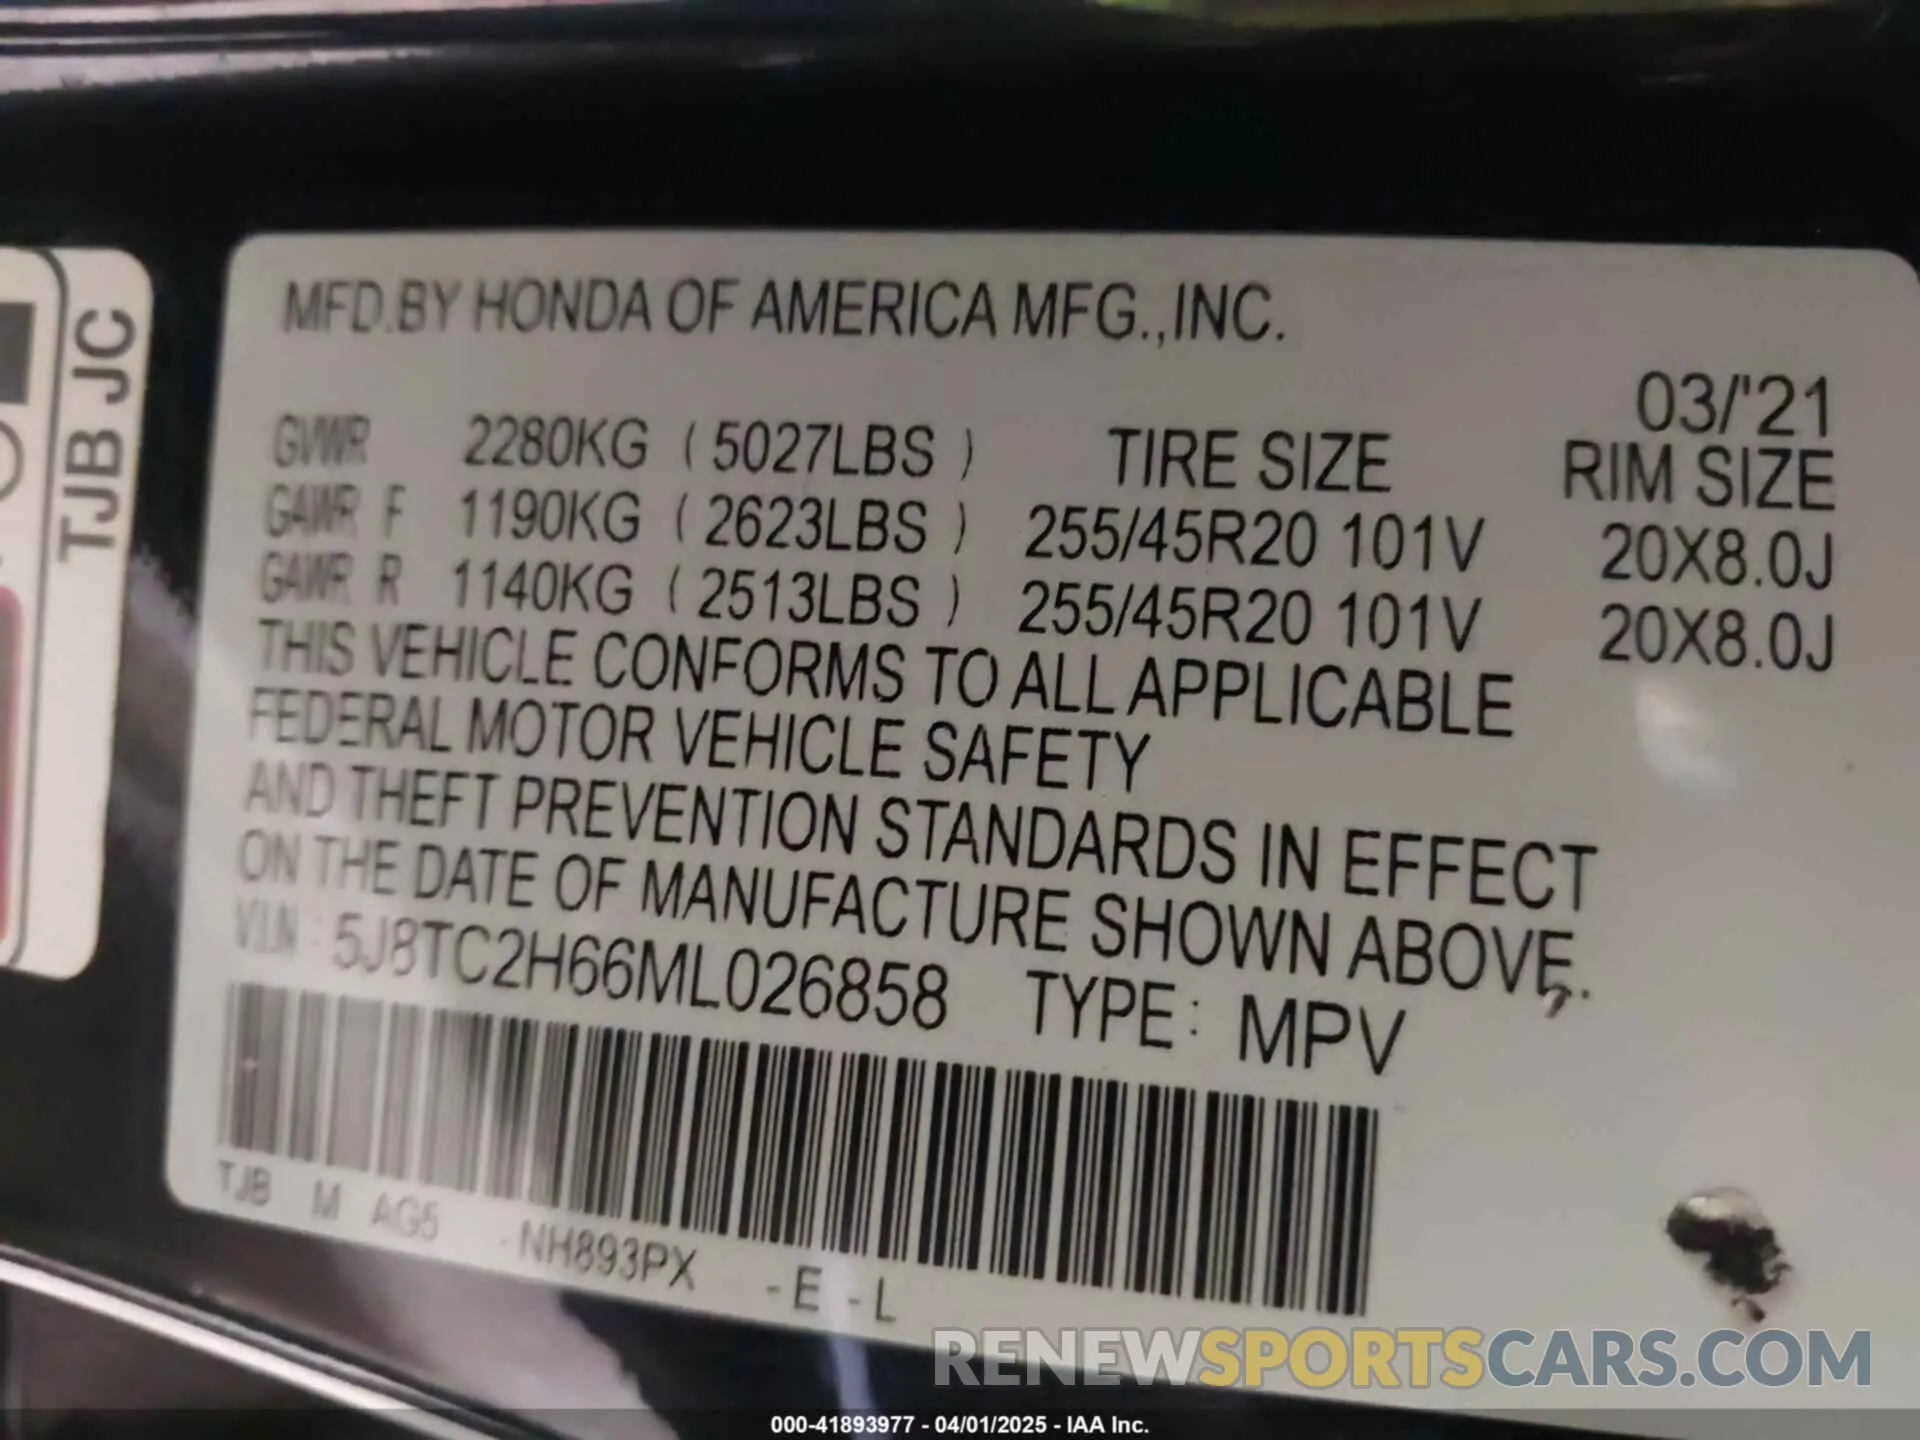 TJB JC
MFD.BY HONDA OF AMERICA MFG.,INC.
03/'21
GVWR 2280KG ( 5027LBS ) TIRE SIZE RIM SIZE
GAWR F 1190KG ( 2623LBS ) 255/45R20 101V 20X8.0J
GAWR R 1140KG ( 2513LBS ) 255/45R20 101V 20X8.0J
THIS VEHICLE CONFORMS TO ALL APPLICABLE
FEDERAL MOTOR VEHICLE SAFETY
AND THEFT PREVENTION STANDARDS IN EFFECT
ON THE DATE OF MANUFACTURE SHOWN ABOVE.
V.I.N : 5J8TC2H66ML026858 TYPE: MPV
TJB M AG5 NH893PX - E - L
RENEWSPORTSCARS.COM
000-41893977 - 04/01/2025 - IAA Inc.